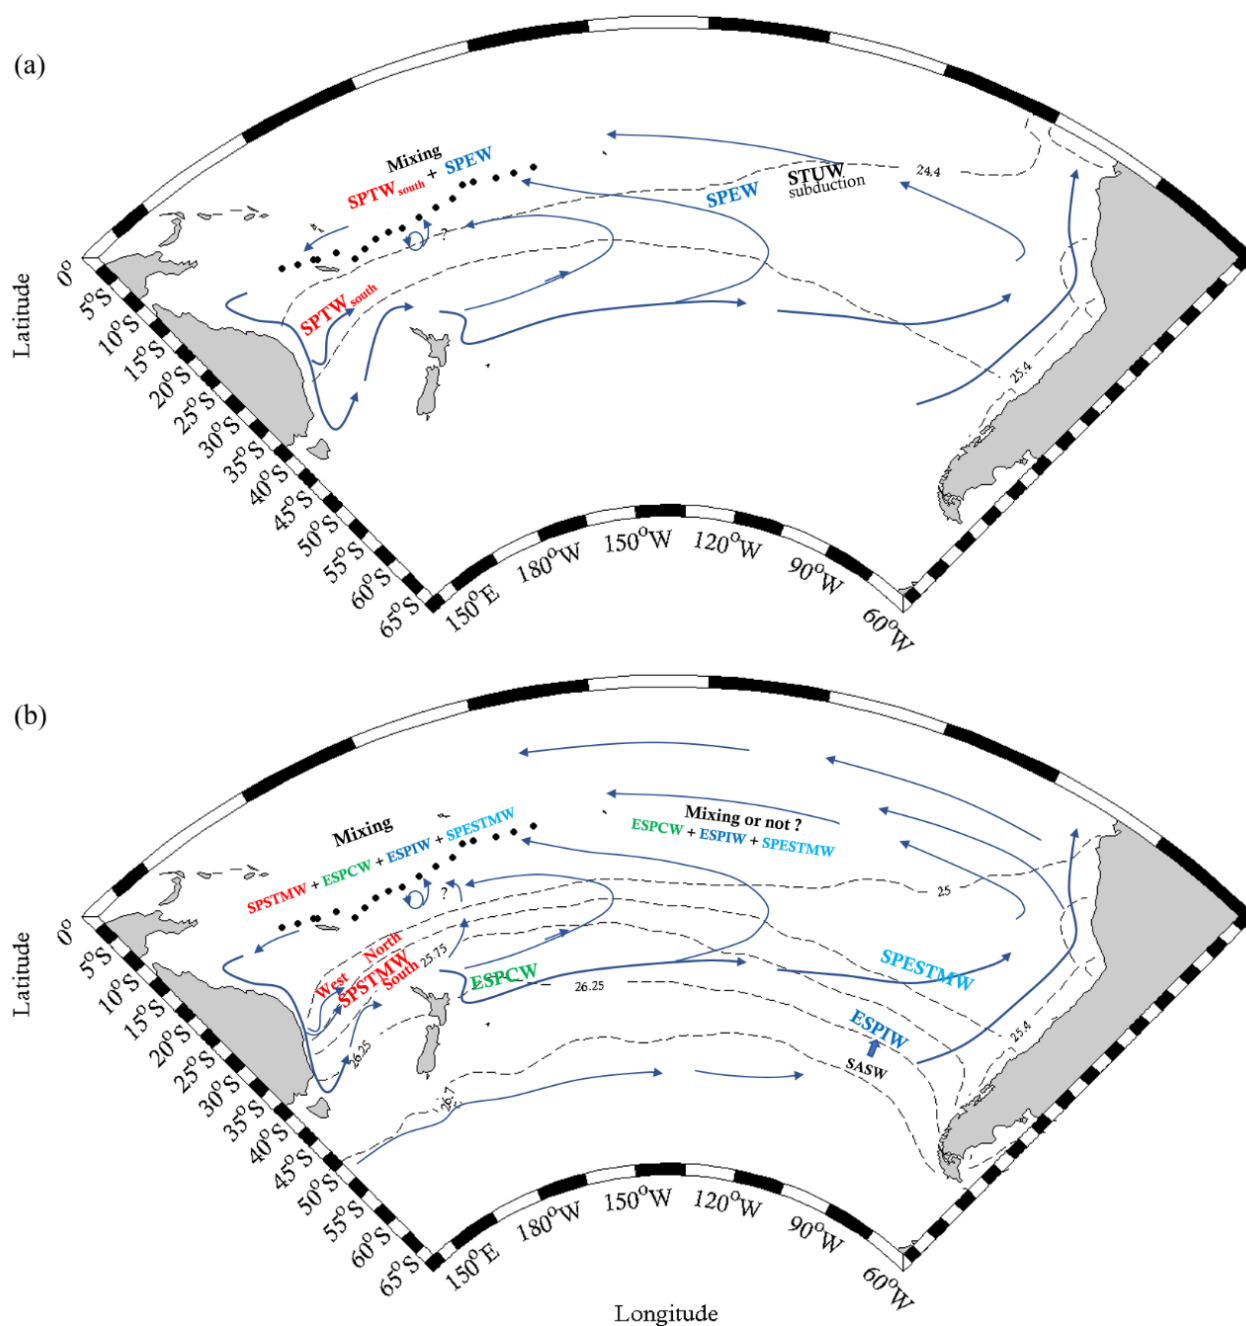 (a)
Mixing
SPTW south + SPEW
SPEW
STUW
subduction
24.4
?
SPTW south
25.4
Latitude
0°
5°S
10°S
15°S
20°S
25°S
30°S
35°S
40°S
45°S
50°S
55°S
60°S
65°S
150°E
180°W
150°W
120°W
90°W
60°W
(b)
Mixing
SPSTMW + ESPCW + ESPIW + SPESTMW
Mixing or not ?
ESPCW + ESPIW + SPESTMW
25
?
West
North
SPSTMW
South
25.75
ESPCW
26.25
SPESTMW
ESPIW
SASW
25.4
26.25
26.7
Latitude
0°
5°S
10°S
15°S
20°S
25°S
30°S
35°S
40°S
45°S
50°S
55°S
60°S
65°S
150°E
180°W
150°W
120°W
90°W
60°W
Longitude